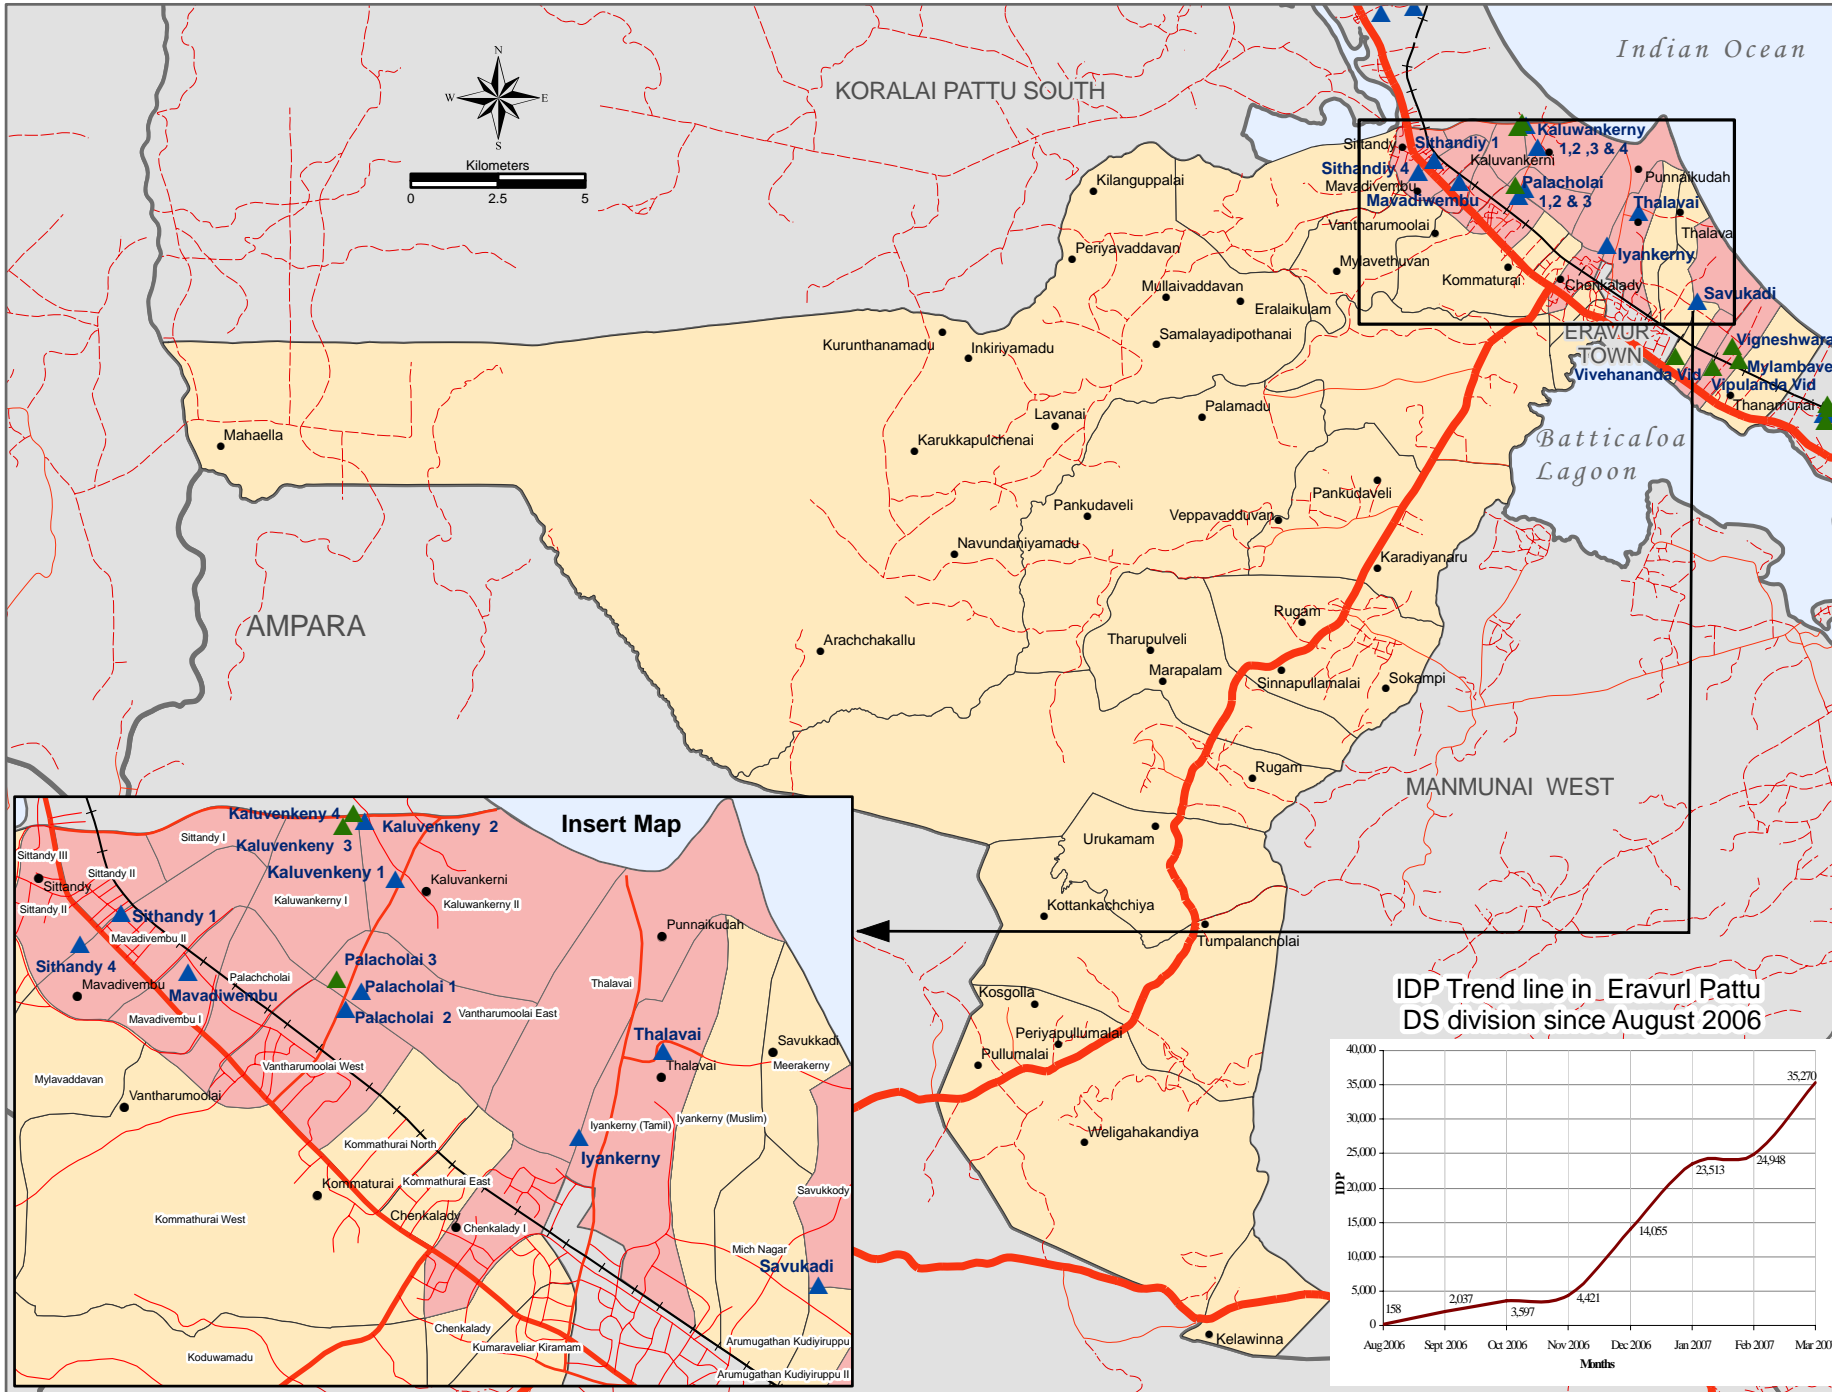 Indian Ocean
KORALAI PATTU SOUTH
N
W
E
S
Kilometers
0
2.5
5
Kaluwankerny
1,2 ,3 & 4
Sithandiy 1
Sittandy
Kaluvankerni
Sithandiy 4
Mavadivembu
Mavadiwembu
Palacholai
1,2 & 3
Punnaikudah
Thalavai
Thalava
Vantharumoolai
Iyankerny
Mylavethuvan
Kommaturai
Chenkalady
Savukadi
ERAVUR
TOWN
Vigneshwara
Mylambave
Vivehananda Vid
Vipulanda Vid
Thanamunai
Batticaloa
Lagoon
Kilanguppalai
Periyavaddavan
Mullaivaddavan
Eralaikulam
Samalayadipothanai
Kurunthanamadu
Inkiriyamadu
Palamadu
Lavanai
Karukkapulchenai
Mahaella
Pankudaveli
Pankudaveli
Veppavadduvan
Navundaniyamadu
Karadiyanaru
AMPARA
Rugam
Arachchakallu
Tharupulveli
Marapalam
Sinnapullamalai
Sokampi
Rugam
MANMUNAI WEST
Urukamam
Kottankachchiya
Tumpalancholai
Kosgolla
Periyapullumalai
Pullumalai
Weligahakandiya
Kelawinna
Insert Map
Kaluvenkeny 4
Kaluvenkeny 2
Kaluvenkeny 3
Sittandy I
Sittandy III
Sittandy II
Kaluvenkeny 1
Kaluvankerni
Sittandy
Kaluwankerny I
Kaluwankerny II
Sittandy II
Sithandy 1
Mavadivembu II
Punnaikudah
Sithandy 4
Palacholai 3
Mavadivembu
Palachcholai
Palacholai 1
Thalavai
Mavadiwembu
Mavadivembu I
Palacholai 2
Vantharumoolai East
Thalavai
Savukkadi
Thalavai
Meerakerny
Mylavaddavan
Vantharumoolai West
Vantharumoolai
Iyankerny (Tamil)
Iyankerny (Muslim)
Kommathurai North
Iyankerny
Kommaturai
Kommathurai East
Savukkody
Kommathurai West
Chenkalady
Chenkalady I
Mich Nagar
Savukadi
Chenkalady
Arumugathan Kudiyiruppu
Koduwamadu
Kumaraveliar Kiramam
Arumugathan Kudiyiruppu II
IDP Trend line in Eravurl Pattu
DS division since August 2006
40,000
35,000
30,000
25,000
20,000
15,000
10,000
5,000
0
IDP
158
2,037
3,597
4,421
14,055
23,513
24,948
35,270
Aug 2006
Sept 2006
Oct 2006
Nov 2006
Dec 2006
Jan 2007
Feb 2007
Mar 200
Months